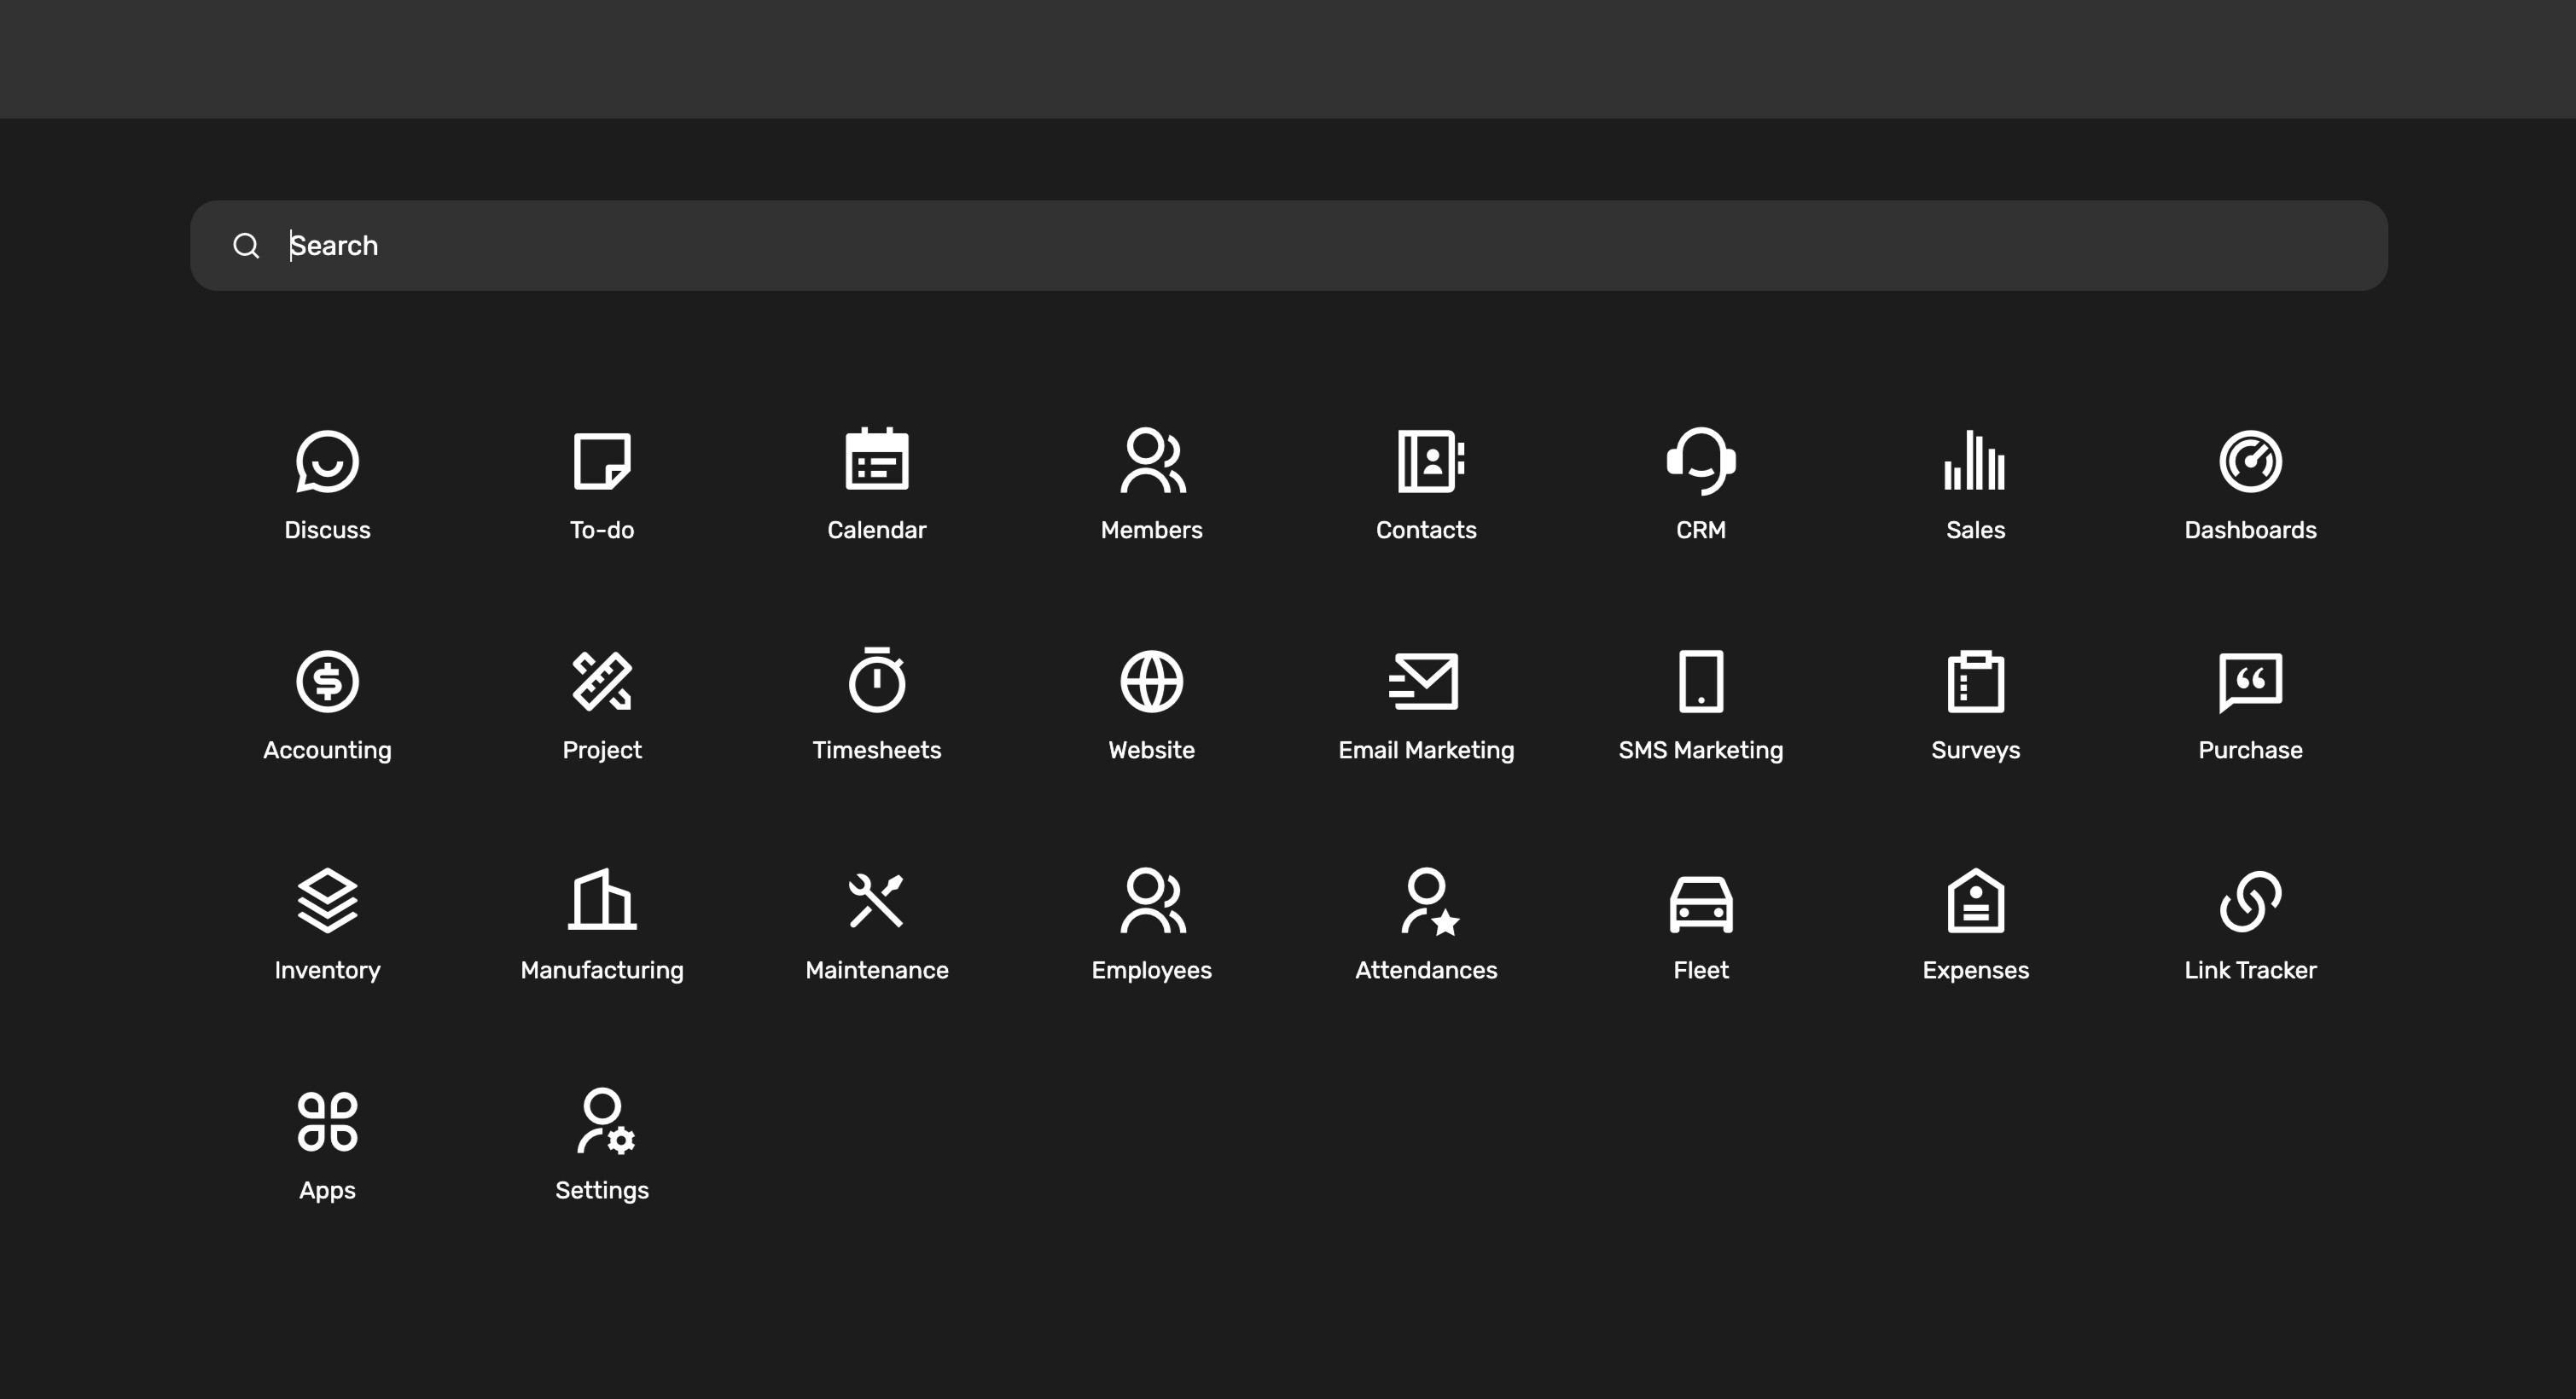 Search
Discuss
To-do
Calendar
Members
Contacts
CRM
Sales
Dashboards
Accounting
Project
Timesheets
Website
Email Marketing
SMS Marketing
Surveys
Purchase
Inventory
Manufacturing
Maintenance
Employees
Attendances
Fleet
Expenses
Link Tracker
Apps
Settings